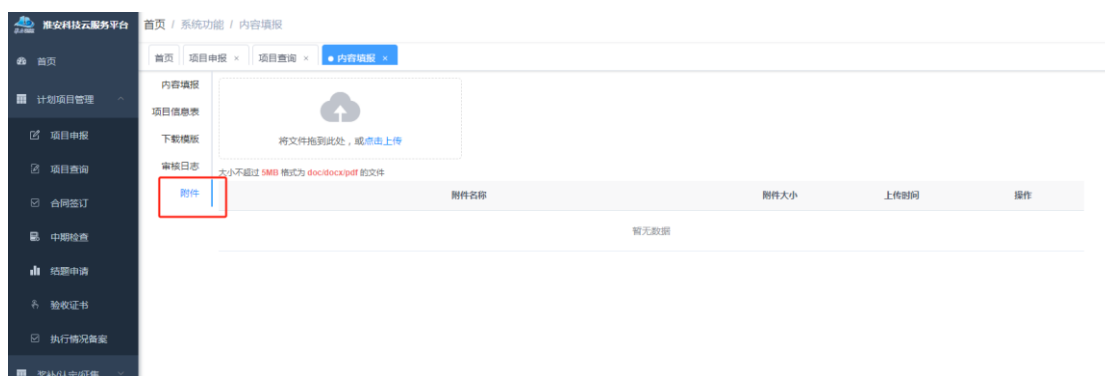 淮安科技云服务平台
首页 / 系统功能 / 内容填报
首页
项目申报 ×
项目查询 ×
内容填报 ×
首页
计划项目管理
项目申报
项目查询
合同签订
中期检查
结题申请
验收证书
执行情况备案
奖补/认定/征集
内容填报
项目信息表
下载模版
审核日志
附件
将文件拖到此处，或点击上传
大小不超过 5MB 格式为 doc/docx/pdf 的文件
附件名称 附件大小 上传时间 操作
暂无数据